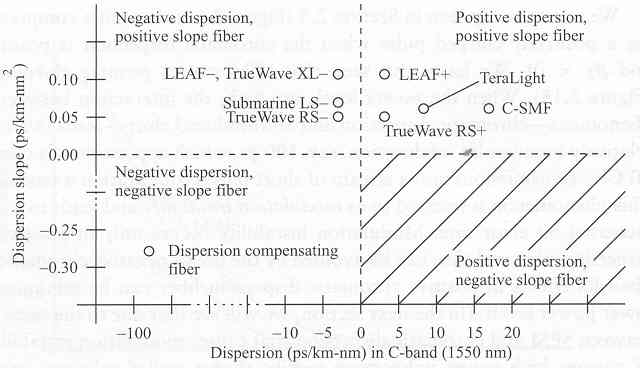 Negative dispersion,
positive slope fiber
Positive dispersion,
positive slope fiber
0.10
LEAF–, TrueWave XL–
LEAF+
TeraLight
Submarine LS–
C-SMF
0.05
TrueWave RS–
TrueWave RS+
0.00
Negative dispersion,
negative slope fiber
–0.25
Dispersion compensating
fiber
–0.30
Positive dispersion,
negative slope fiber
–100
–10
–5
0
5
10
20
Dispersion (ps/km-nm) in C-band (1550 nm)
Dispersion slope (ps/km-nm²)